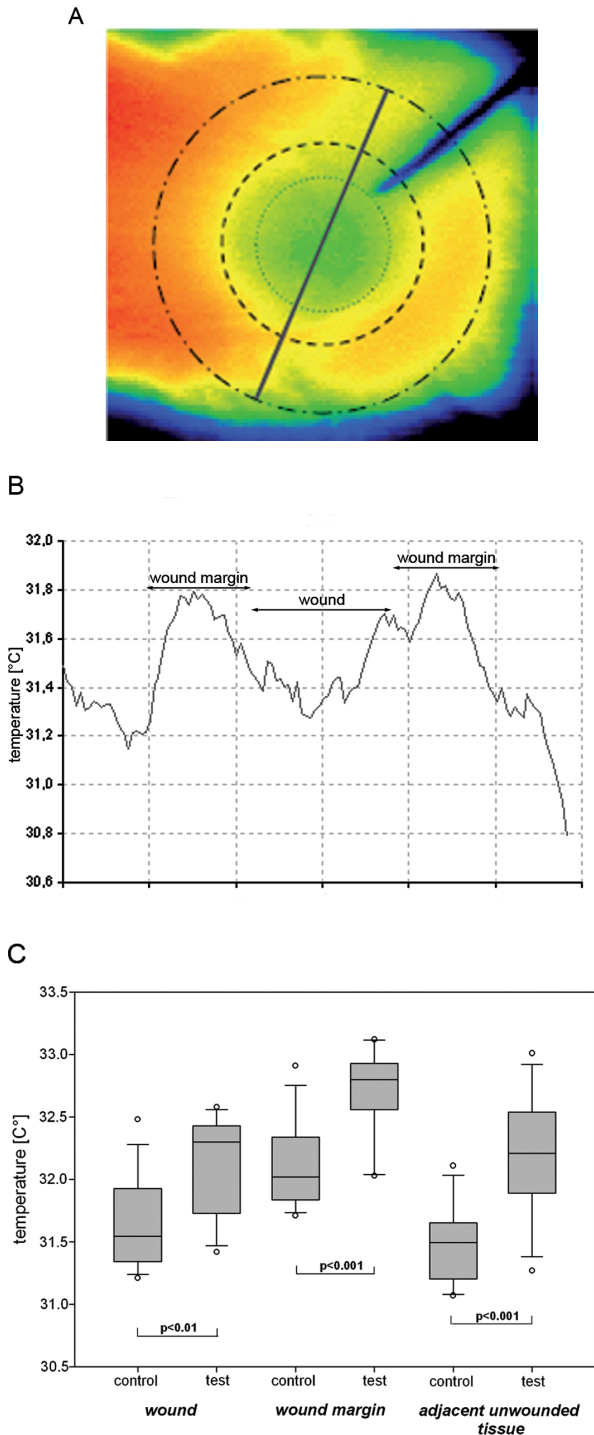 A
B
32,0
31,8
31,6
31,4
31,2
31,0
30,8
30,6
temperature [°C]
wound margin
wound
wound margin
C
33.5
33.0
32.5
32.0
31.5
31.0
30.5
temperature [C°]
p<0.01
p<0.001
p<0.001
control test control test control test
wound wound margin adjacent unwounded
tissue